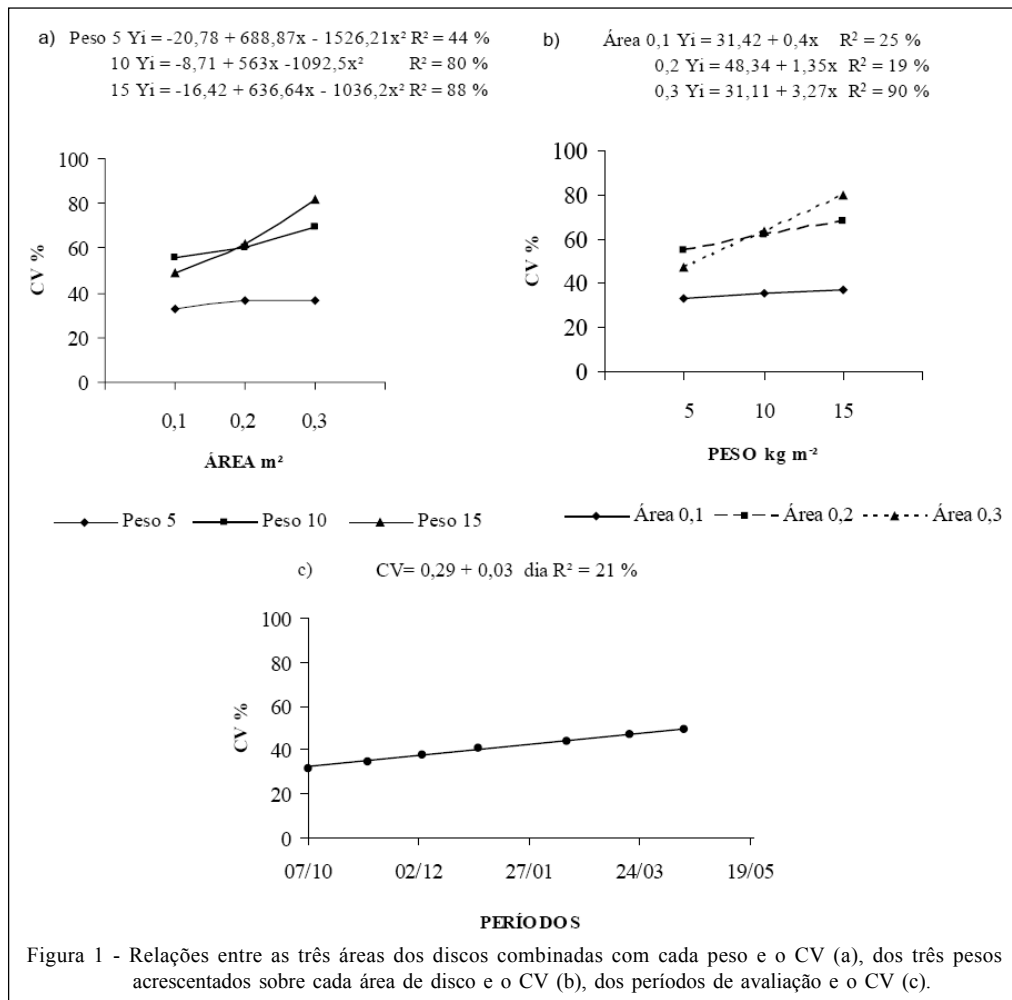 a) Peso 5 Yi = -20,78 + 688,87x - 1526,21x² R² = 44 %
10 Yi = -8,71 + 563x -1092,5x² R² = 80 %
15 Yi = -16,42 + 636,64x - 1036,2x² R² = 88 %
100
80
60
40
20
0
CV %
0,1 0,2 0,3
ÁREA m²
Peso 5 Peso 10 Peso 15
b) Área 0,1 Yi = 31,42 + 0,4x R² = 25 %
0,2 Yi = 48,34 + 1,35x R² = 19 %
0,3 Yi = 31,11 + 3,27x R² = 90 %
100
80
60
40
20
0
CV %
5 10 15
PESO kg m⁻²
Área 0,1 Área 0,2 Área 0,3
c) CV= 0,29 + 0,03 dia R² = 21 %
100
80
60
40
20
0
CV %
07/10 02/12 27/01 24/03 19/05
PERÍODOS
Figura 1 - Relações entre as três áreas dos discos combinadas com cada peso e o CV (a), dos três pesos
acrescentados sobre cada área de disco e o CV (b), dos períodos de avaliação e o CV (c).